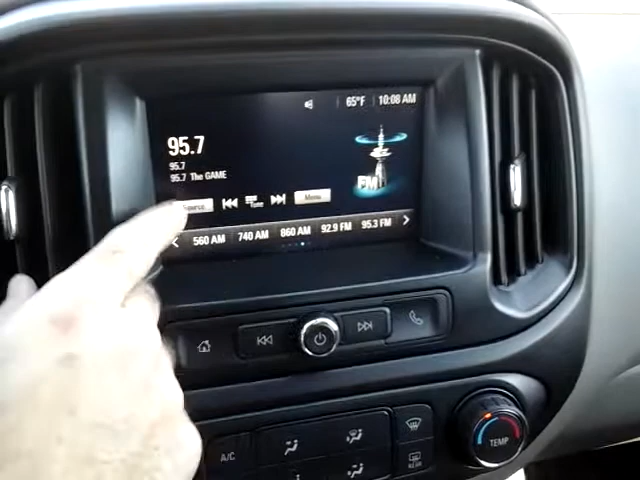 65°F 10:08 AM
95.7
95.7
95.7 The GAME
FM
Source Tune Menu
560 AM 740 AM 860 AM 92.9 FM 95.3 FM
A/C
REAR
TEMP